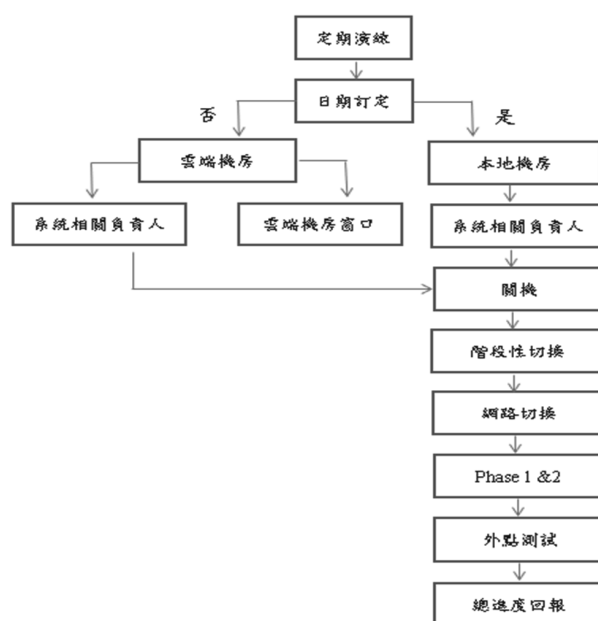 定期演練
日期訂定
否
是
雲端機房
本地機房
系統相關負責人
雲端機房窗口
系統相關負責人
關機
階段性切換
網路切換
Phase 1 &2
外點測試
總進度回報